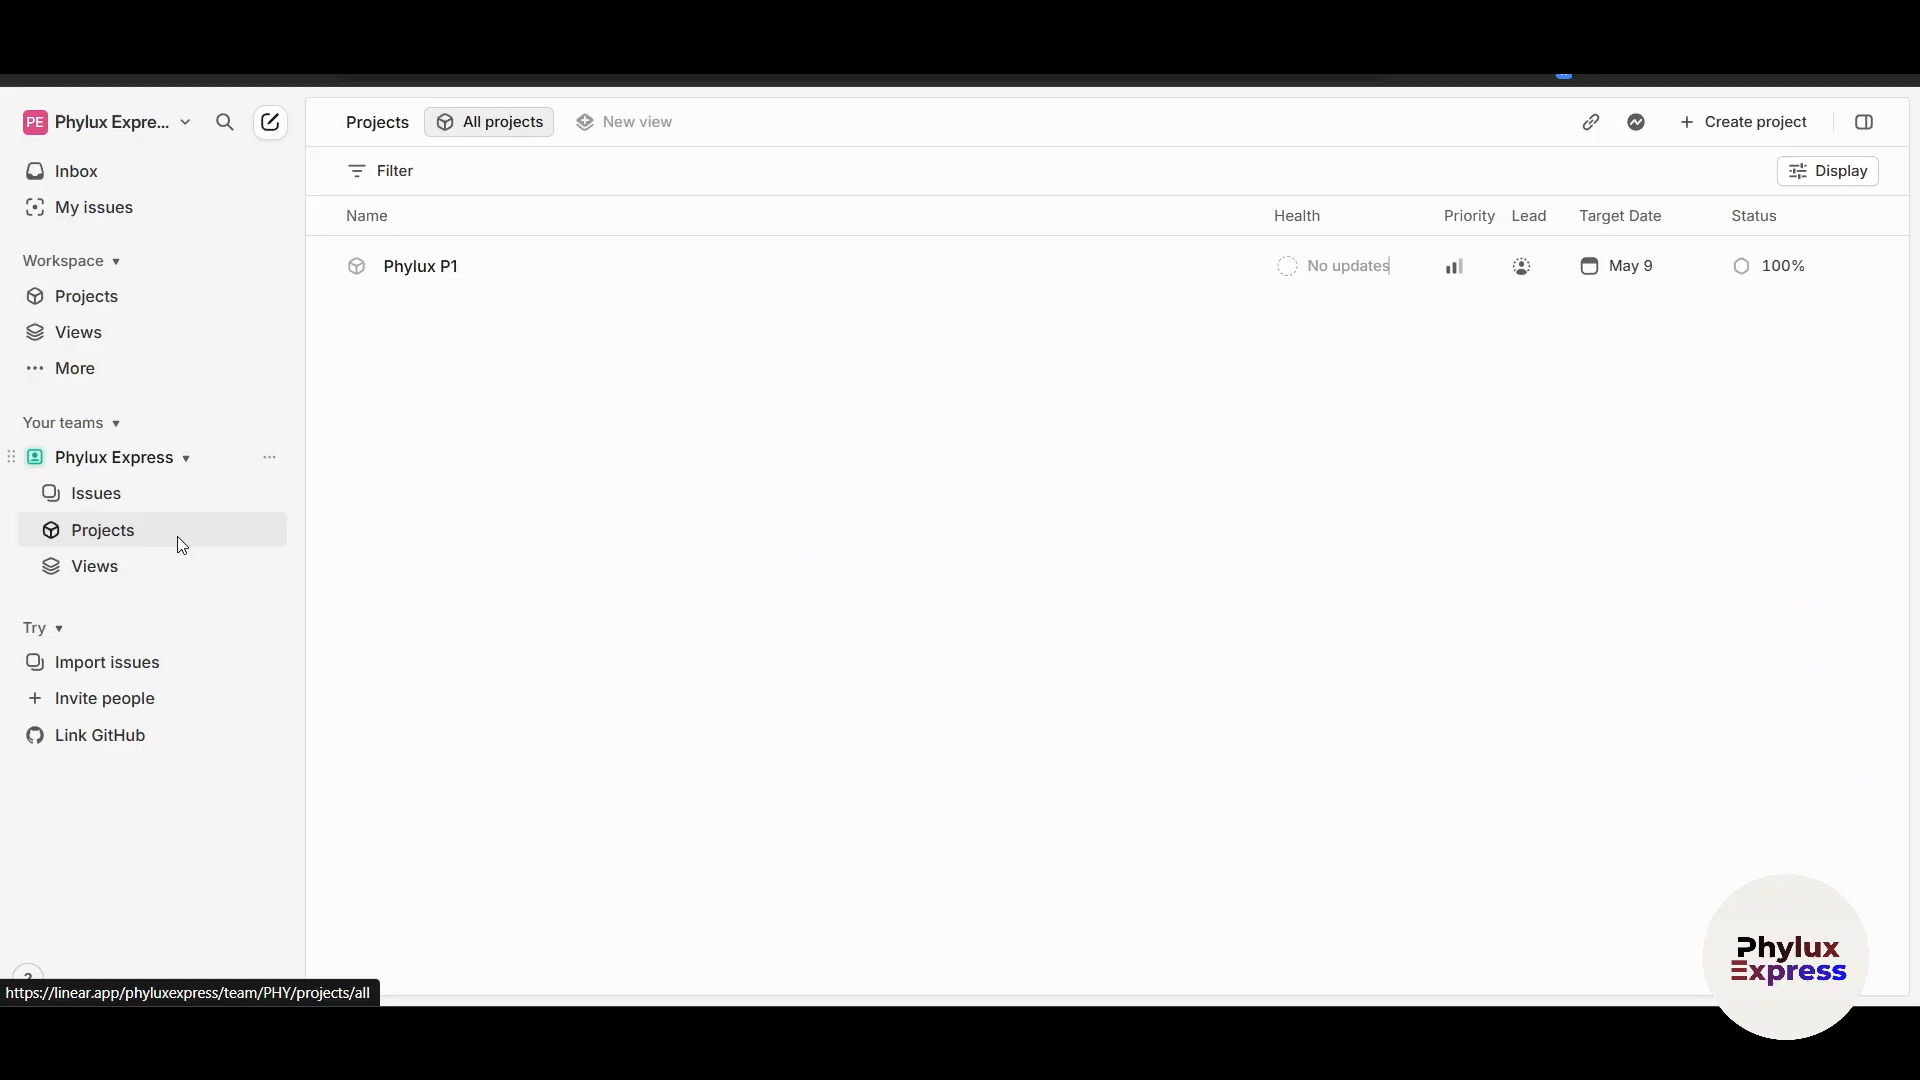 PE Phylux Expre...
Inbox
My issues
Workspace
Projects
Views
More
Your teams
Phylux Express
Issues
Projects
Views
Try
Import issues
Invite people
Link GitHub
?
https://linear.app/phyluxexpress/team/PHY/projects/all
Projects All projects New view Create project
Filter Display
Name Health Priority Lead Target Date Status
Phylux P1 No updates May 9 100%
Phylux
Express